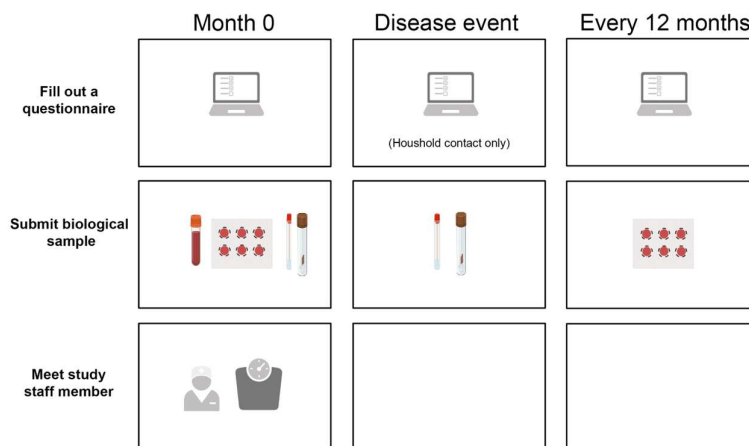 Month 0
Disease event
Every 12 months
Fill out a
questionnaire
(Houshold contact only)
Submit biological
sample
Meet study
staff member